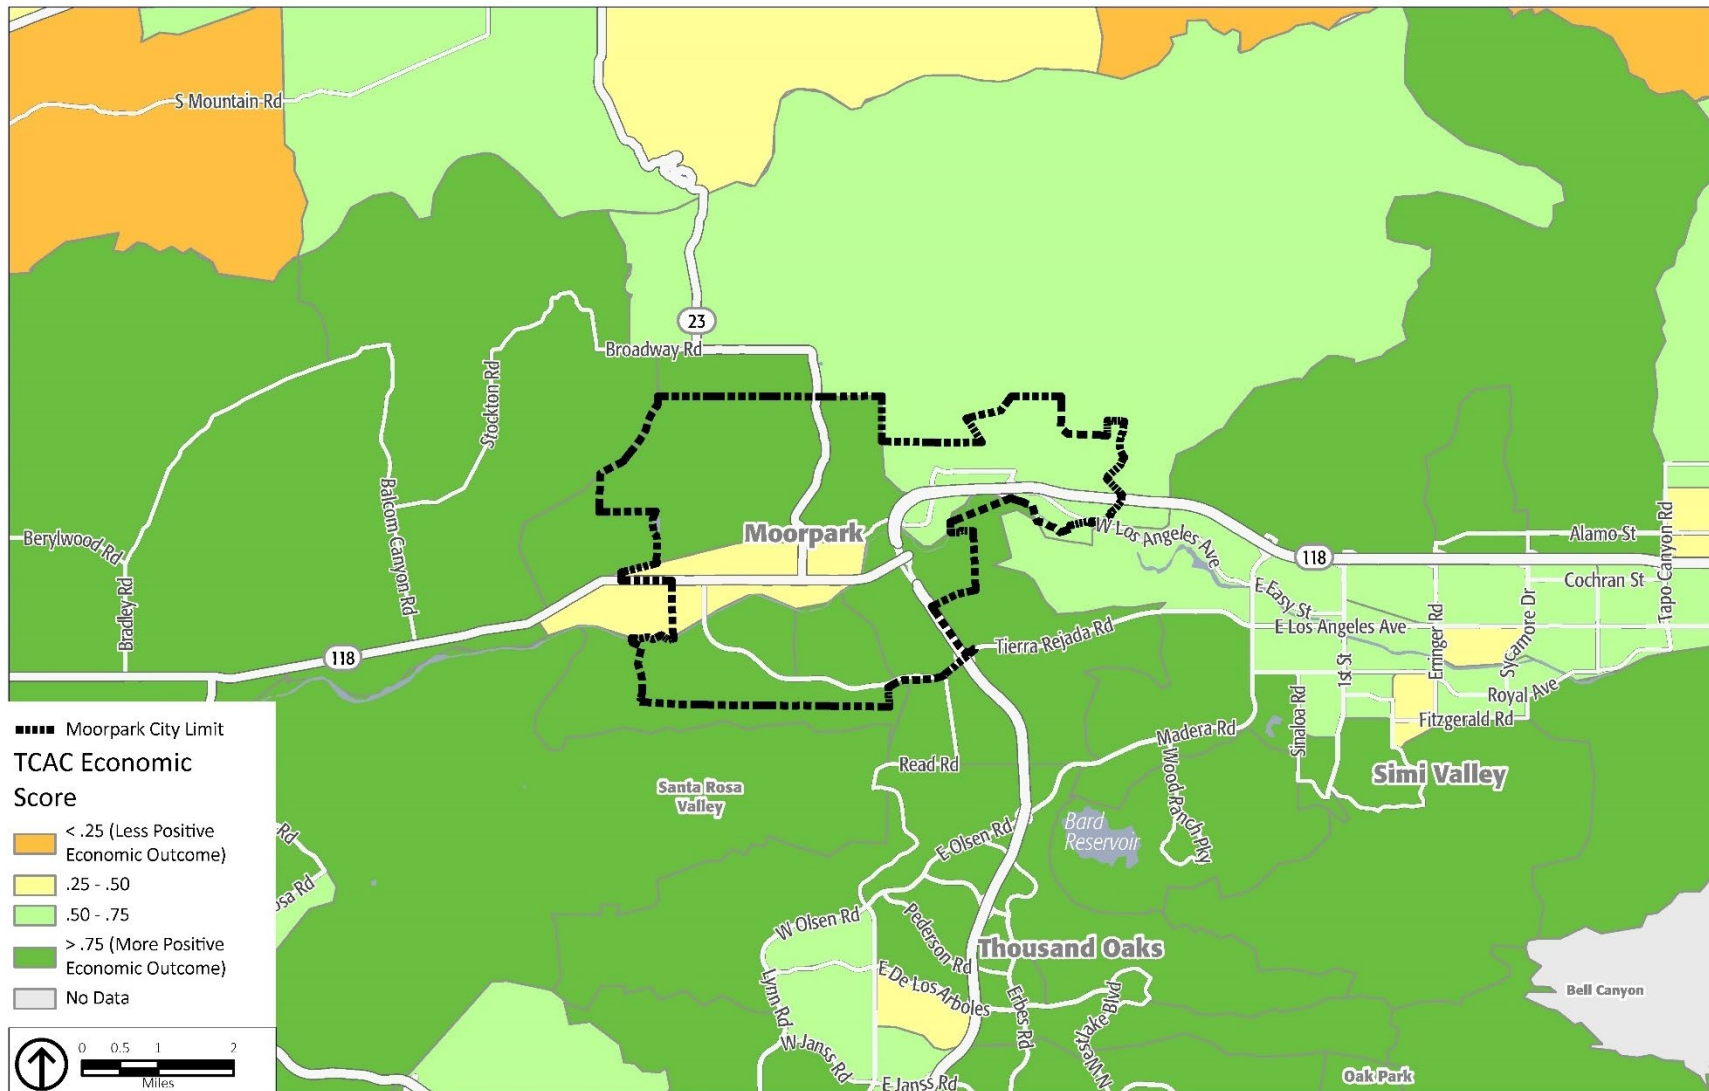 S Mountain Rd
23
Broadway Rd
Stockton Rd
Balcom Canyon Rd
Berylwood Rd
Bradley Rd
Moorpark
W Los Angeles Ave
118
Alamo St
Cochran St
Tapo Canyon Rd
E Easy St
E Los Angeles Ave
Erringer Rd
Sycamore Dr
1st St
Royal Ave
Fitzgerald Rd
Sinaloa Rd
Simi Valley
Tierra Rejada Rd
118
Madera Rd
Wood Ranch Pky
Read Rd
Santa Rosa
Valley
Bard
Reservoir
E Olsen Rd
W Olsen Rd
Pederson Rd
Thousand Oaks
E De Los Arboles
Lynn Rd
Erbes Rd
N Westlake Blvd
W Janss Rd
E Janss Rd
Bell Canyon
Oak Park
Rd
osa Rd
Moorpark City Limit
TCAC Economic
Score
< .25 (Less Positive
Economic Outcome)
.25 - .50
.50 - .75
> .75 (More Positive
Economic Outcome)
No Data
0 0.5 1 2
Miles